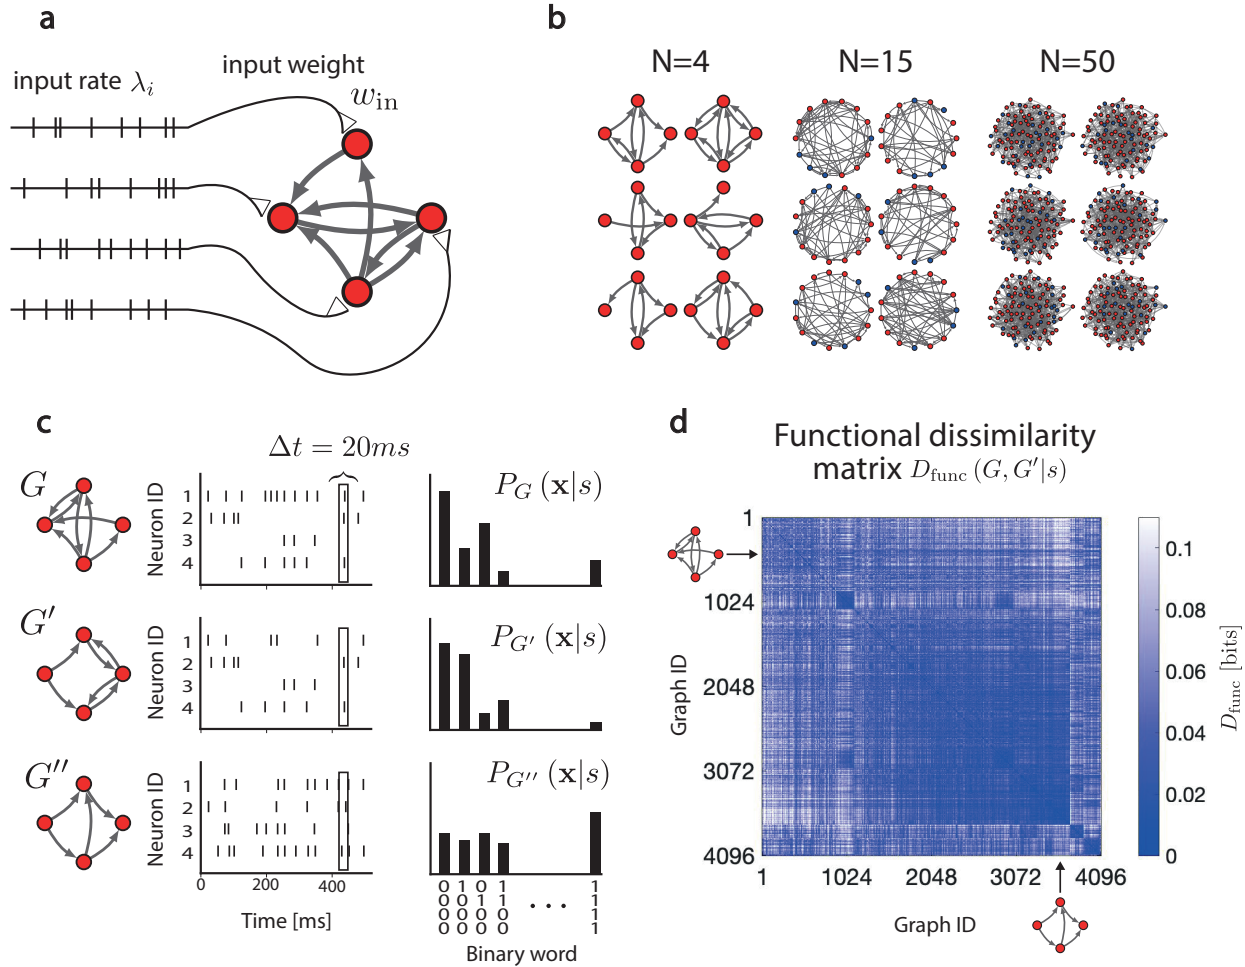 a
input rate λ_i
input weight
w_in
b
N=4 N=15 N=50
c
Δt = 20ms
G
Neuron ID
1
2
3
4
P_G (x|s)
G′
Neuron ID
1
2
3
4
P_G′ (x|s)
G′′
Neuron ID
1
2
3
4
0 200 400
Time [ms]
P_G′′ (x|s)
0 1 0 1 1
0 0 1 1 1
0 0 0 0 1
0 0 0 0 1
...
Binary word
d
Functional dissimilarity
matrix D_func (G, G′|s)
1
1024
2048
3072
4096
Graph ID
1 1024 2048 3072 4096
Graph ID
0.1
0.08
0.06
0.04
0.02
0
D_func [bits]